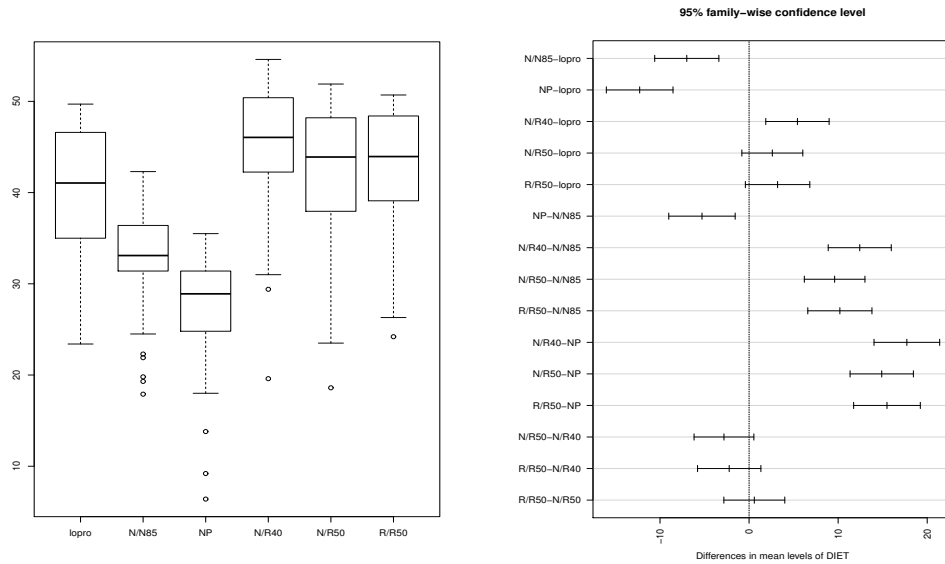 50
40
30
20
10
lopro
N/N85
NP
N/R40
N/R50
R/R50
95% family−wise confidence level
N/N85−lopro
NP−lopro
N/R40−lopro
N/R50−lopro
R/R50−lopro
NP−N/N85
N/R40−N/N85
N/R50−N/N85
R/R50−N/N85
N/R40−NP
N/R50−NP
R/R50−NP
N/R50−N/R40
R/R50−N/R40
R/R50−N/R50
−10
0
10
20
Differences in mean levels of DIET